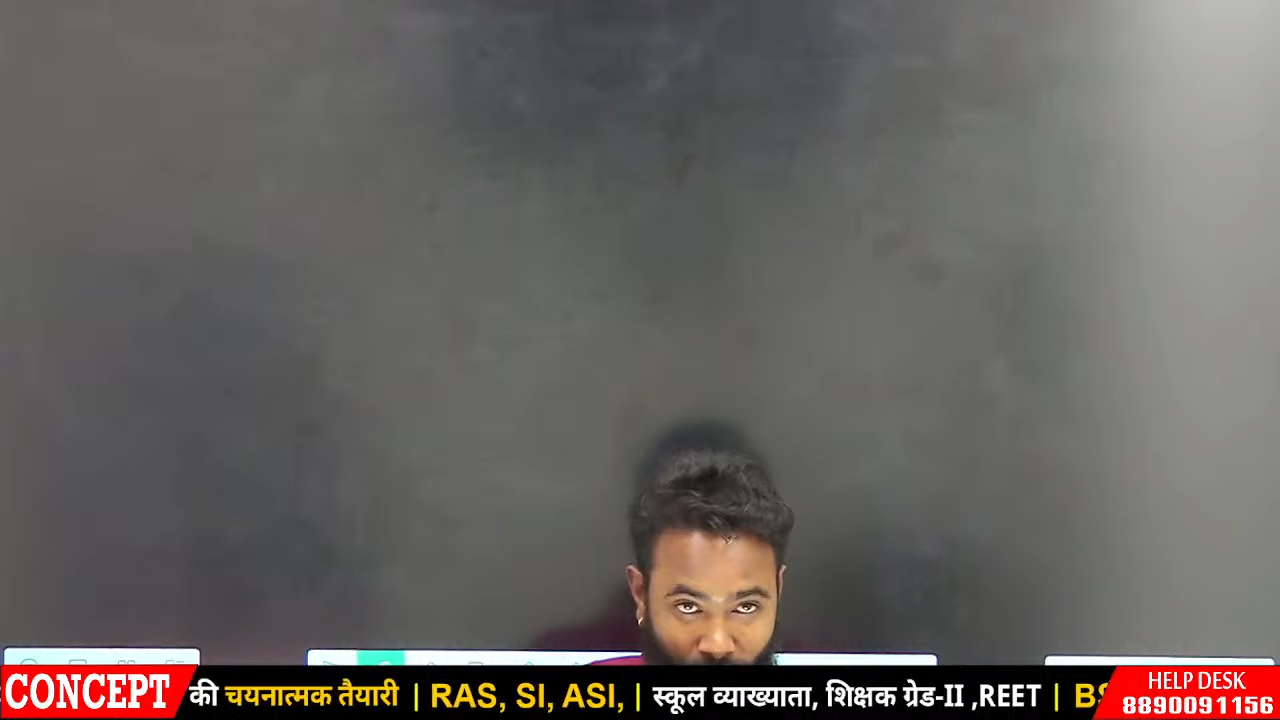 CONCEPT
की चयनात्मक तैयारी | RAS, SI, ASI, | स्कूल व्याख्याता, शिक्षक ग्रेड-II ,REET |
HELP DESK
8890091156